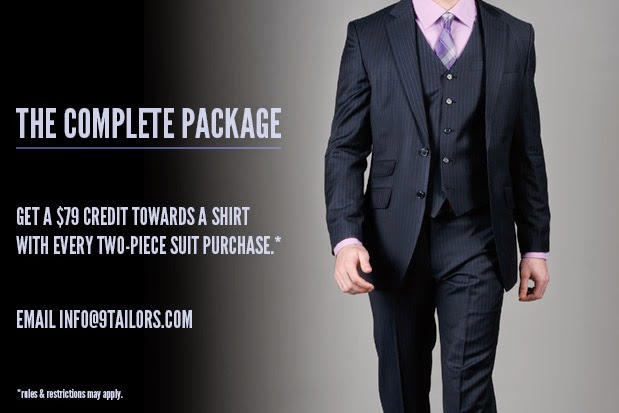 THE COMPLETE PACKAGE
GET A $79 CREDIT TOWARDS A SHIRT
WITH EVERY TWO-PIECE SUIT PURCHASE.*
EMAIL INFO@9TAILORS.COM
*rules & restrictions may apply.